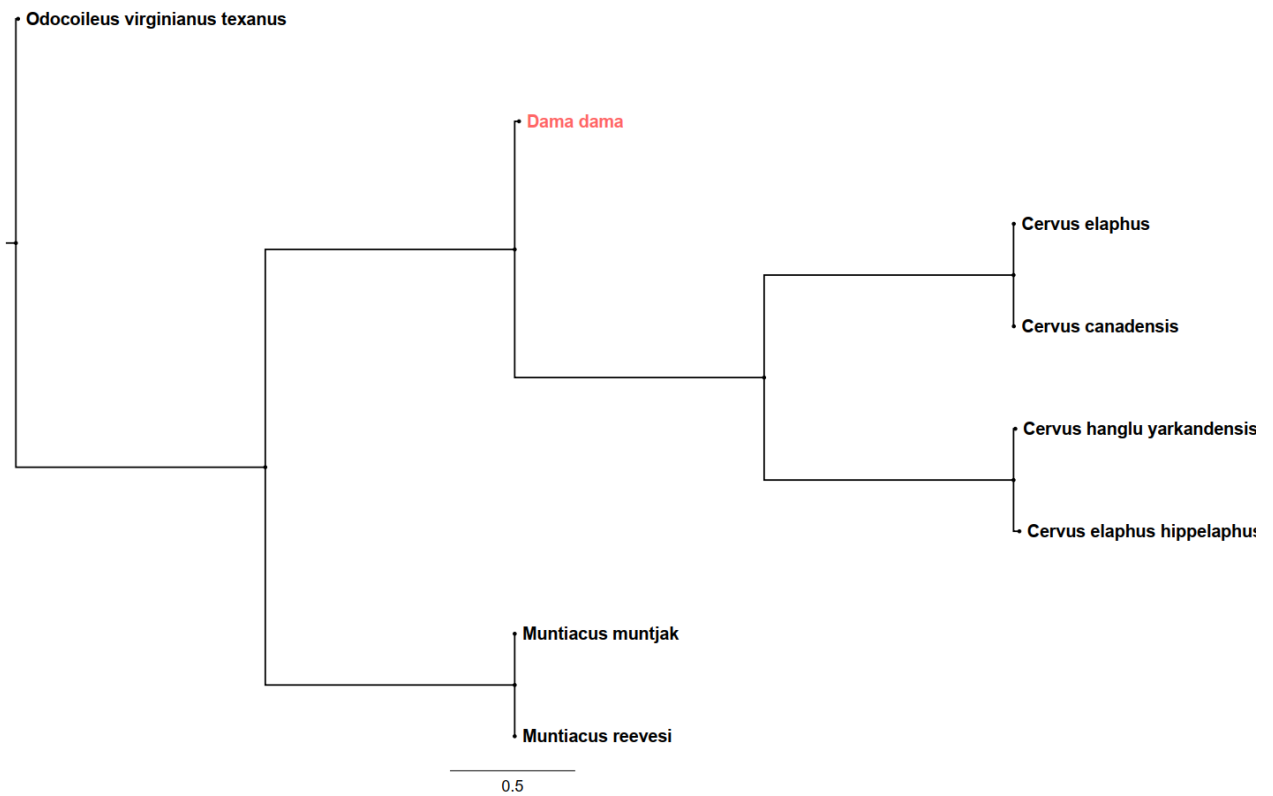 Odocoileus virginianus texanus
Dama dama
Cervus elaphus
Cervus canadensis
Cervus hanglu yarkandensis
Cervus elaphus hippelaphus
Muntiacus muntjak
Muntiacus reevesi
0.5